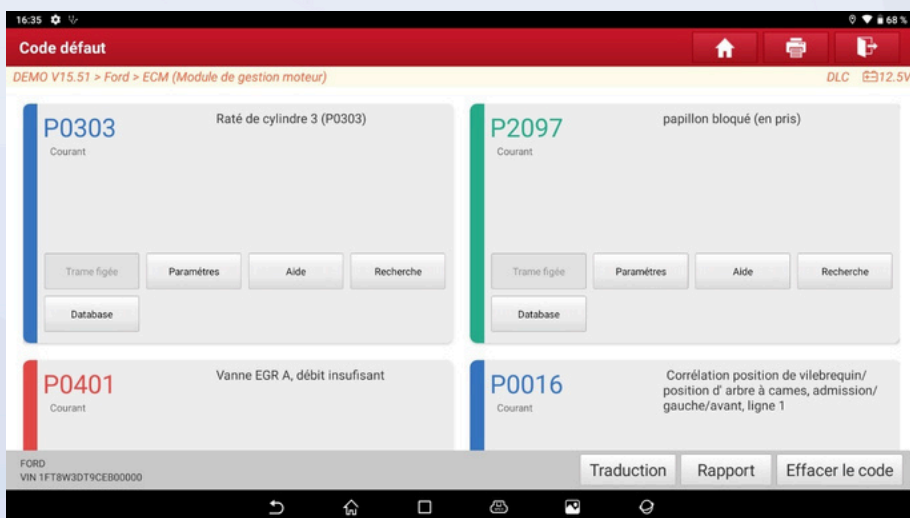 16:35
68 %
Code défaut
DEMO V15.51 > Ford > ECM (Module de gestion moteur)
DLC 12.5V
P0303
Raté de cylindre 3 (P0303)
Courant
Trame figée
Paramétres
Aide
Recherche
Database
P2097
papillon bloqué (en pris)
Courant
Trame figée
Paramétres
Aide
Recherche
Database
P0401
Vanne EGR A, débit insufisant
Courant
P0016
Corrélation position de vilebrequin/
position d' arbre à cames, admission/
gauche/avant, ligne 1
Courant
FORD
VIN 1FT8W3DT9CEB00000
Traduction
Rapport
Effacer le code